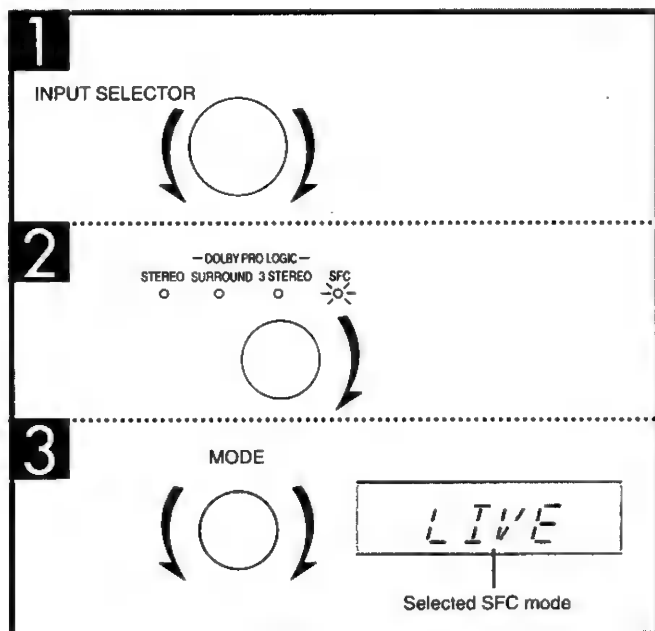 1
INPUT SELECTOR
2
— DOLBY PRO LOGIC —
STEREO SURROUND 3 STEREO SFC
3
MODE
LIVE
Selected SFC mode